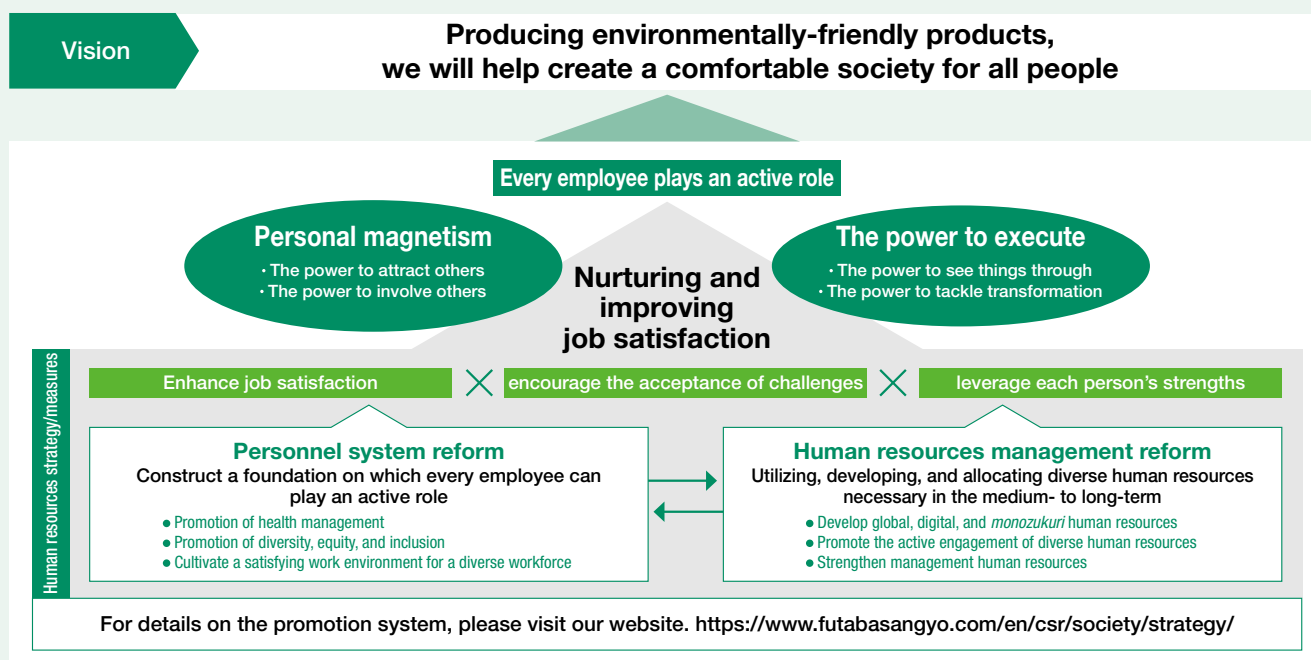 Vision
Producing environmentally-friendly products,
we will help create a comfortable society for all people
Every employee plays an active role
Personal magnetism
・The power to attract others
・The power to involve others
The power to execute
・The power to see things through
・The power to tackle transformation
Nurturing and
improving
job satisfaction
Human resources strategy/measures
Enhance job satisfaction × encourage the acceptance of challenges × leverage each person's strengths
Personnel system reform
Construct a foundation on which every employee can
play an active role
● Promotion of health management
● Promotion of diversity, equity, and inclusion
● Cultivate a satisfying work environment for a diverse workforce
Human resources management reform
Utilizing, developing, and allocating diverse human resources
necessary in the medium- to long-term
● Develop global, digital, and monozukuri human resources
● Promote the active engagement of diverse human resources
● Strengthen management human resources
For details on the promotion system, please visit our website. https://www.futabasangyo.com/en/csr/society/strategy/